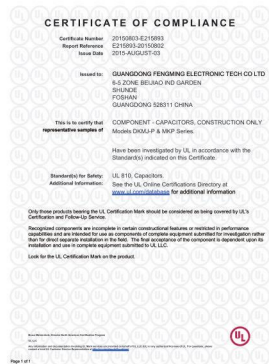 CERTIFICATE OF COMPLIANCE
Certificate Number 20150803-E215893
Report Reference E215893-20150802
Issue Date 2015-AUGUST-03
Issued to: GUANGDONG FENGMING ELECTRONIC TECH CO LTD
6-5 ZONE BEIJIAO IND GARDEN
SHUNDE
FOSHAN
GUANGDONG 528311 CHINA
This is to certify that COMPONENT - CAPACITORS, CONSTRUCTION ONLY
representative samples of Models DKMJ-P & MKP Series
Have been investigated by UL in accordance with the
Standard(s) indicated on this Certificate.
Standard(s) for Safety: UL 810, Capacitors
Additional Information: See the UL Online Certifications Directory at
www.ul.com/database for additional information
Only those products bearing the UL Certification Mark should be considered as being covered by UL's
Certification and Follow-Up Service.
Recognized components are incomplete in certain constructional features or restricted in performance
capabilities and are intended for use as components of complete equipment submitted for investigation rather
than for direct separate installation in the field. The final acceptance of the component is dependent upon its
installation and use in complete equipment submitted to UL LLC.
Look for the UL Certification Mark on the product.
UL
Page 1 of 1